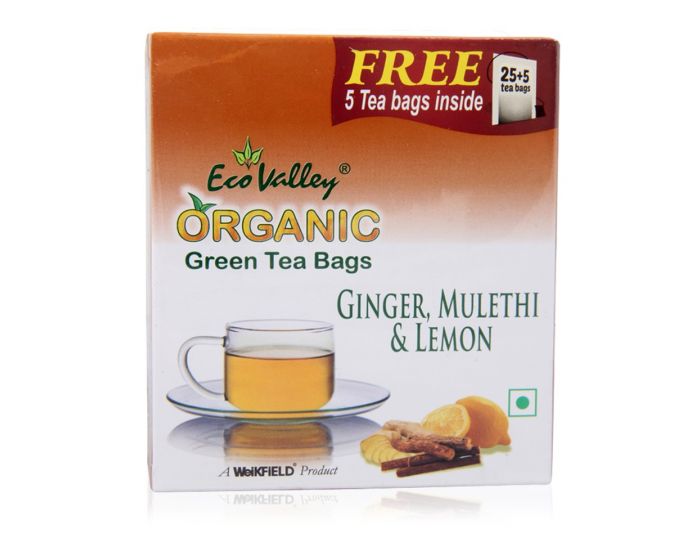 FREE
5 Tea bags inside
25+5
tea bags
Eco Valley®
ORGANIC
Green Tea Bags
GINGER, MULETHI
& LEMON
A WeiKFiELD® Product